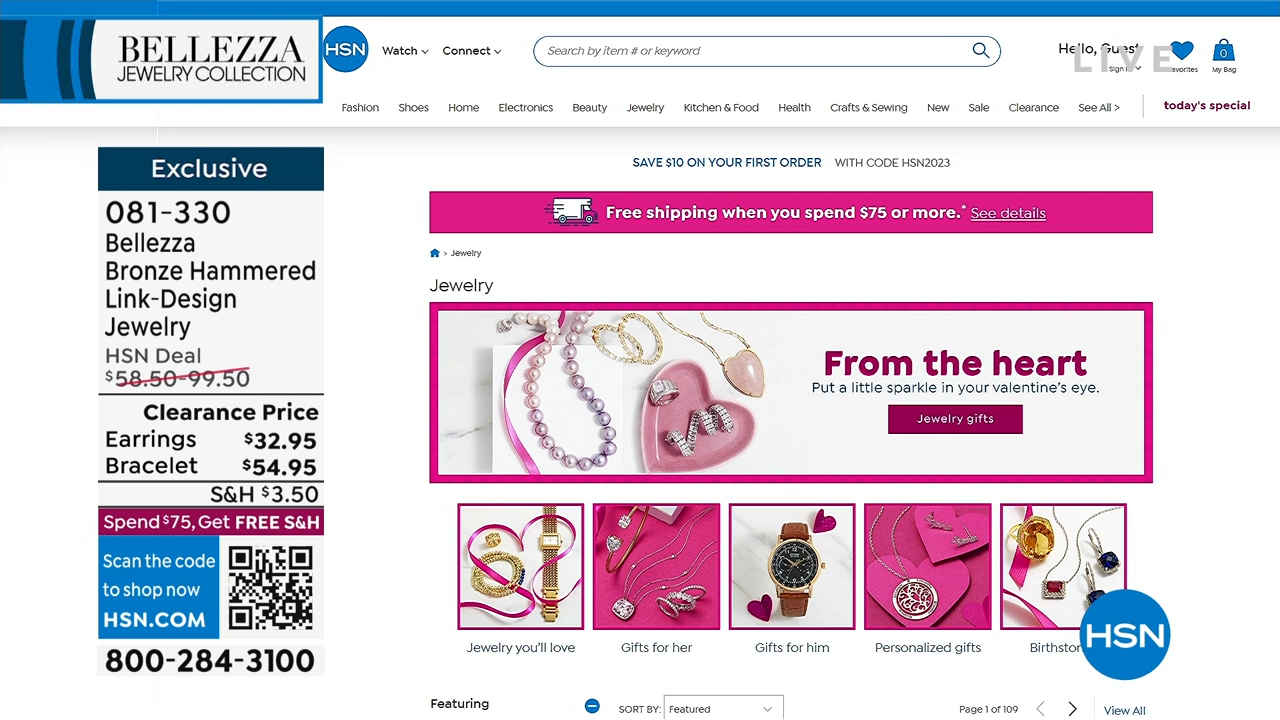 BELLEZZA
JEWELRY COLLECTION
HSN
Watch
Connect
Search by item # or keyword
Hello, Guest
LIVE
Sign In
Favorites
0
My Bag
Fashion
Shoes
Home
Electronics
Beauty
Jewelry
Kitchen & Food
Health
Crafts & Sewing
New
Sale
Clearance
See All >
today's special
Exclusive
081-330
Bellezza
Bronze Hammered
Link-Design
Jewelry
HSN Deal
$58.50-99.50
Clearance Price
Earrings $32.95
Bracelet $54.95
S&H $3.50
Spend $75, Get FREE S&H
Scan the code
to shop now
HSN.COM
800-284-3100
SAVE $10 ON YOUR FIRST ORDER WITH CODE HSN2023
Free shipping when you spend $75 or more.* See details
> Jewelry
Jewelry
From the heart
Put a little sparkle in your valentine's eye.
Jewelry gifts
Jewelry you'll love
Gifts for her
Gifts for him
Personalized gifts
HSN
Featuring
SORT BY: Featured
Page 1 of 109
View All